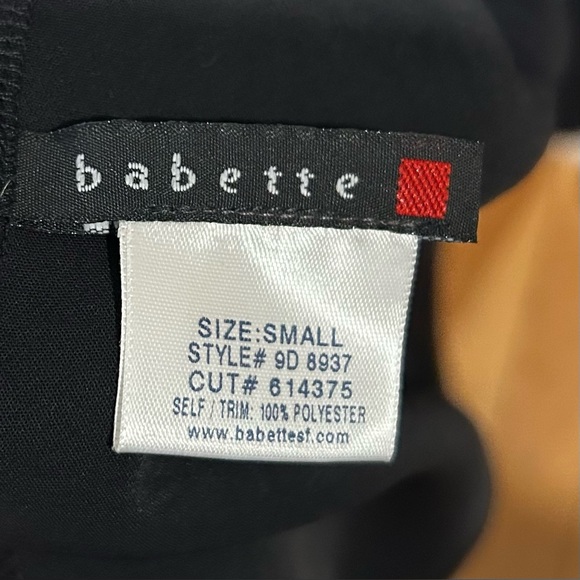 babette
SIZE:SMALL
STYLE# 9D 8937
CUT# 614375
SELF / TRIM: 100% POLYESTER
www.babettesf.com